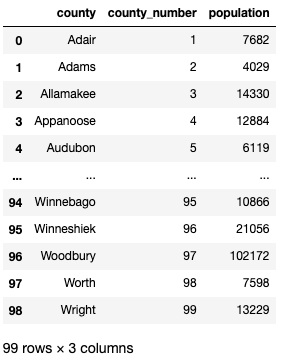 county county_number population
0 Adair 1 7682
1 Adams 2 4029
2 Allamakee 3 14330
3 Appanoose 4 12884
4 Audubon 5 6119
... ... ... ...
94 Winnebago 95 10866
95 Winneshiek 96 21056
96 Woodbury 97 102172
97 Worth 98 7598
98 Wright 99 13229
99 rows × 3 columns